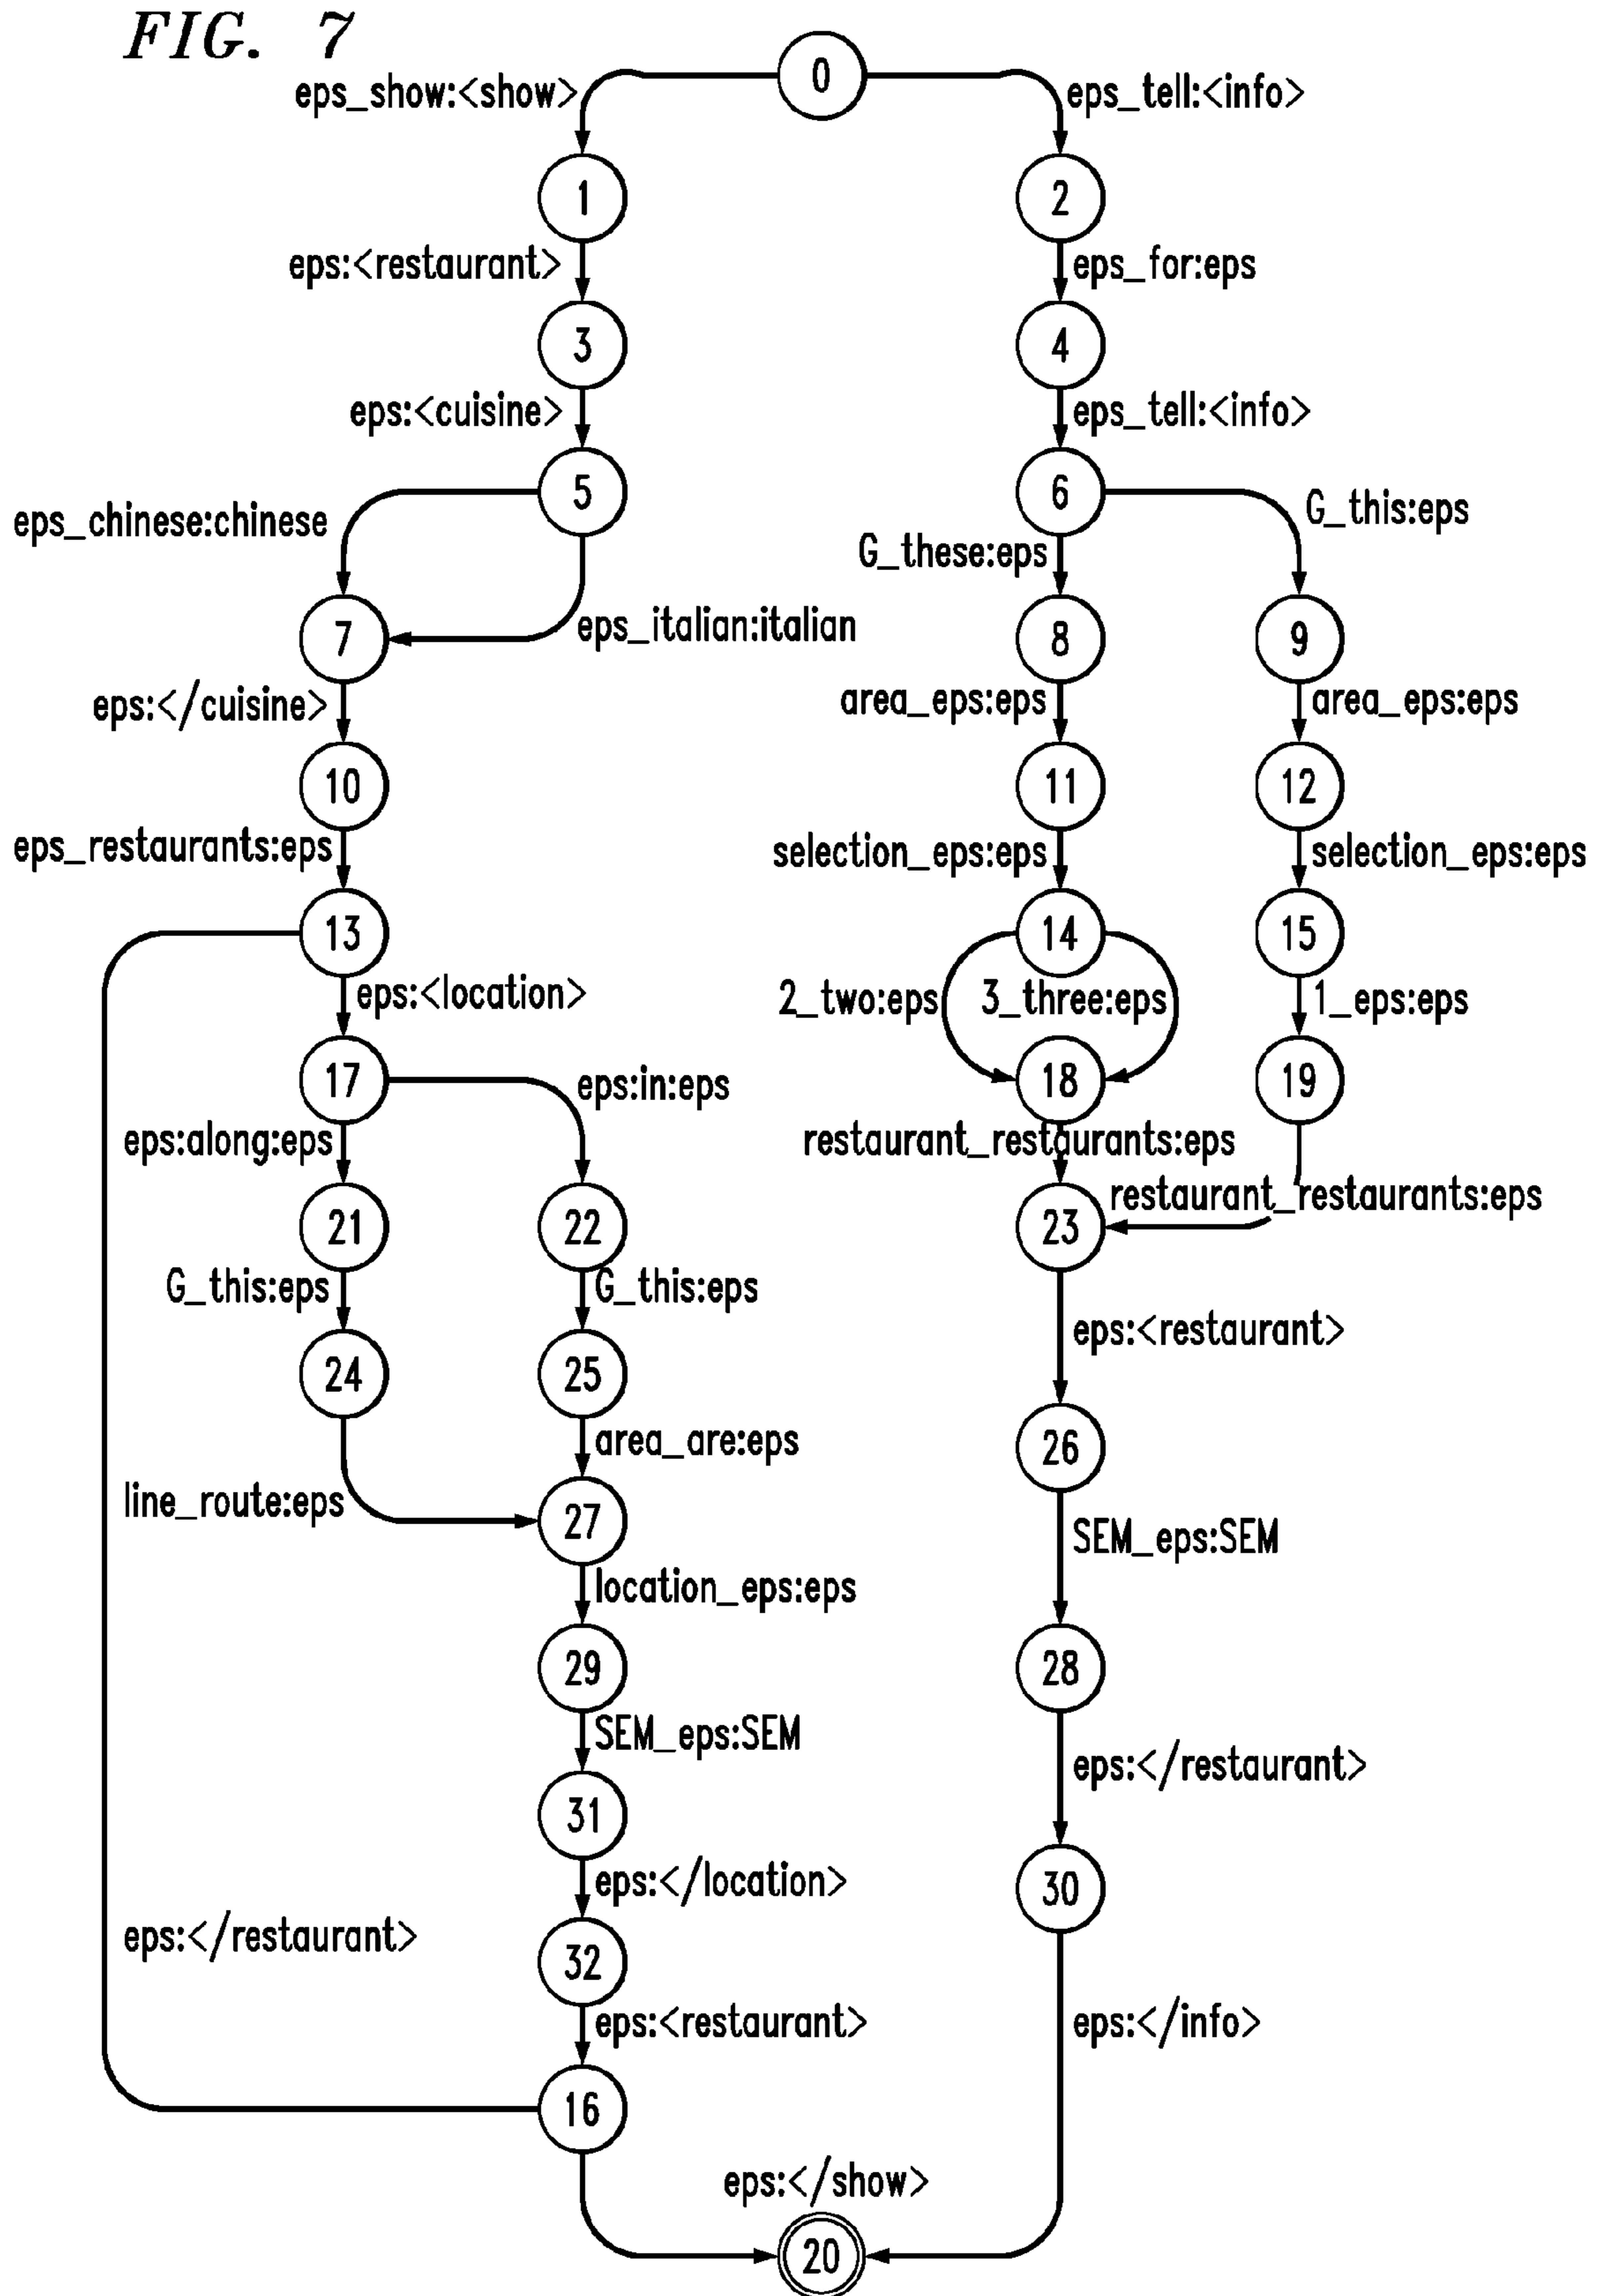 FIG. 7
0
eps_show:<show>
eps_tell:<info>
1
2
eps:<restaurant>
eps_for:eps
3
4
eps:<cuisine>
eps_tell:<info>
5
6
eps_chinese:chinese
G_this:eps
G_these:eps
eps_italian:italian
7
8
9
eps:</cuisine>
area_eps:eps
area_eps:eps
10
11
12
eps_restaurants:eps
selection_eps:eps
selection_eps:eps
13
14
15
eps:<location>
2_two:eps
3_three:eps
1_eps:eps
17
18
19
eps:in:eps
eps:along:eps
restaurant_restaurants:eps
restaurant_restaurants:eps
21
22
23
G_this:eps
G_this:eps
eps:<restaurant>
24
25
area_are:eps
26
line_route:eps
27
SEM_eps:SEM
location_eps:eps
29
28
SEM_eps:SEM
eps:</restaurant>
31
eps:</location>
30
eps:</restaurant>
32
eps:<restaurant>
eps:</info>
16
eps:</show>
20